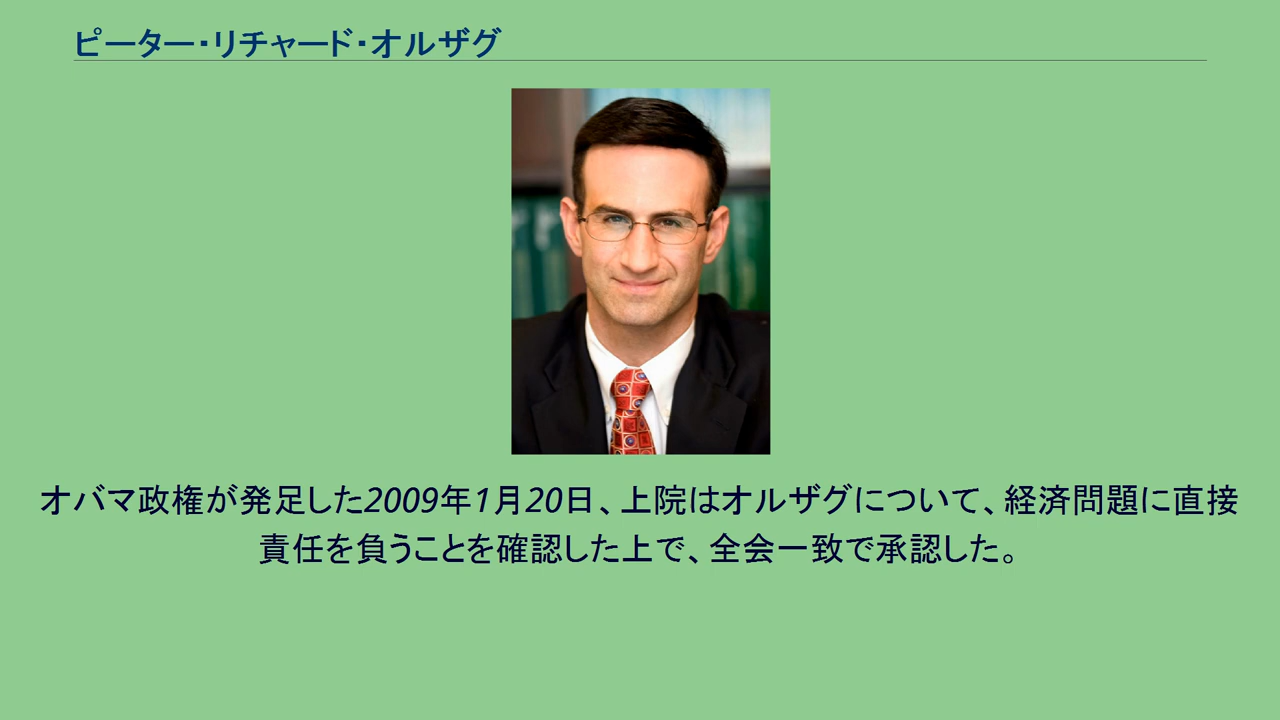 ピーター・リチャード・オルザグ
オバマ政権が発足した2009年1月20日、上院はオルザグについて、経済問題に直接
責任を負うことを確認した上で、全会一致で承認した。